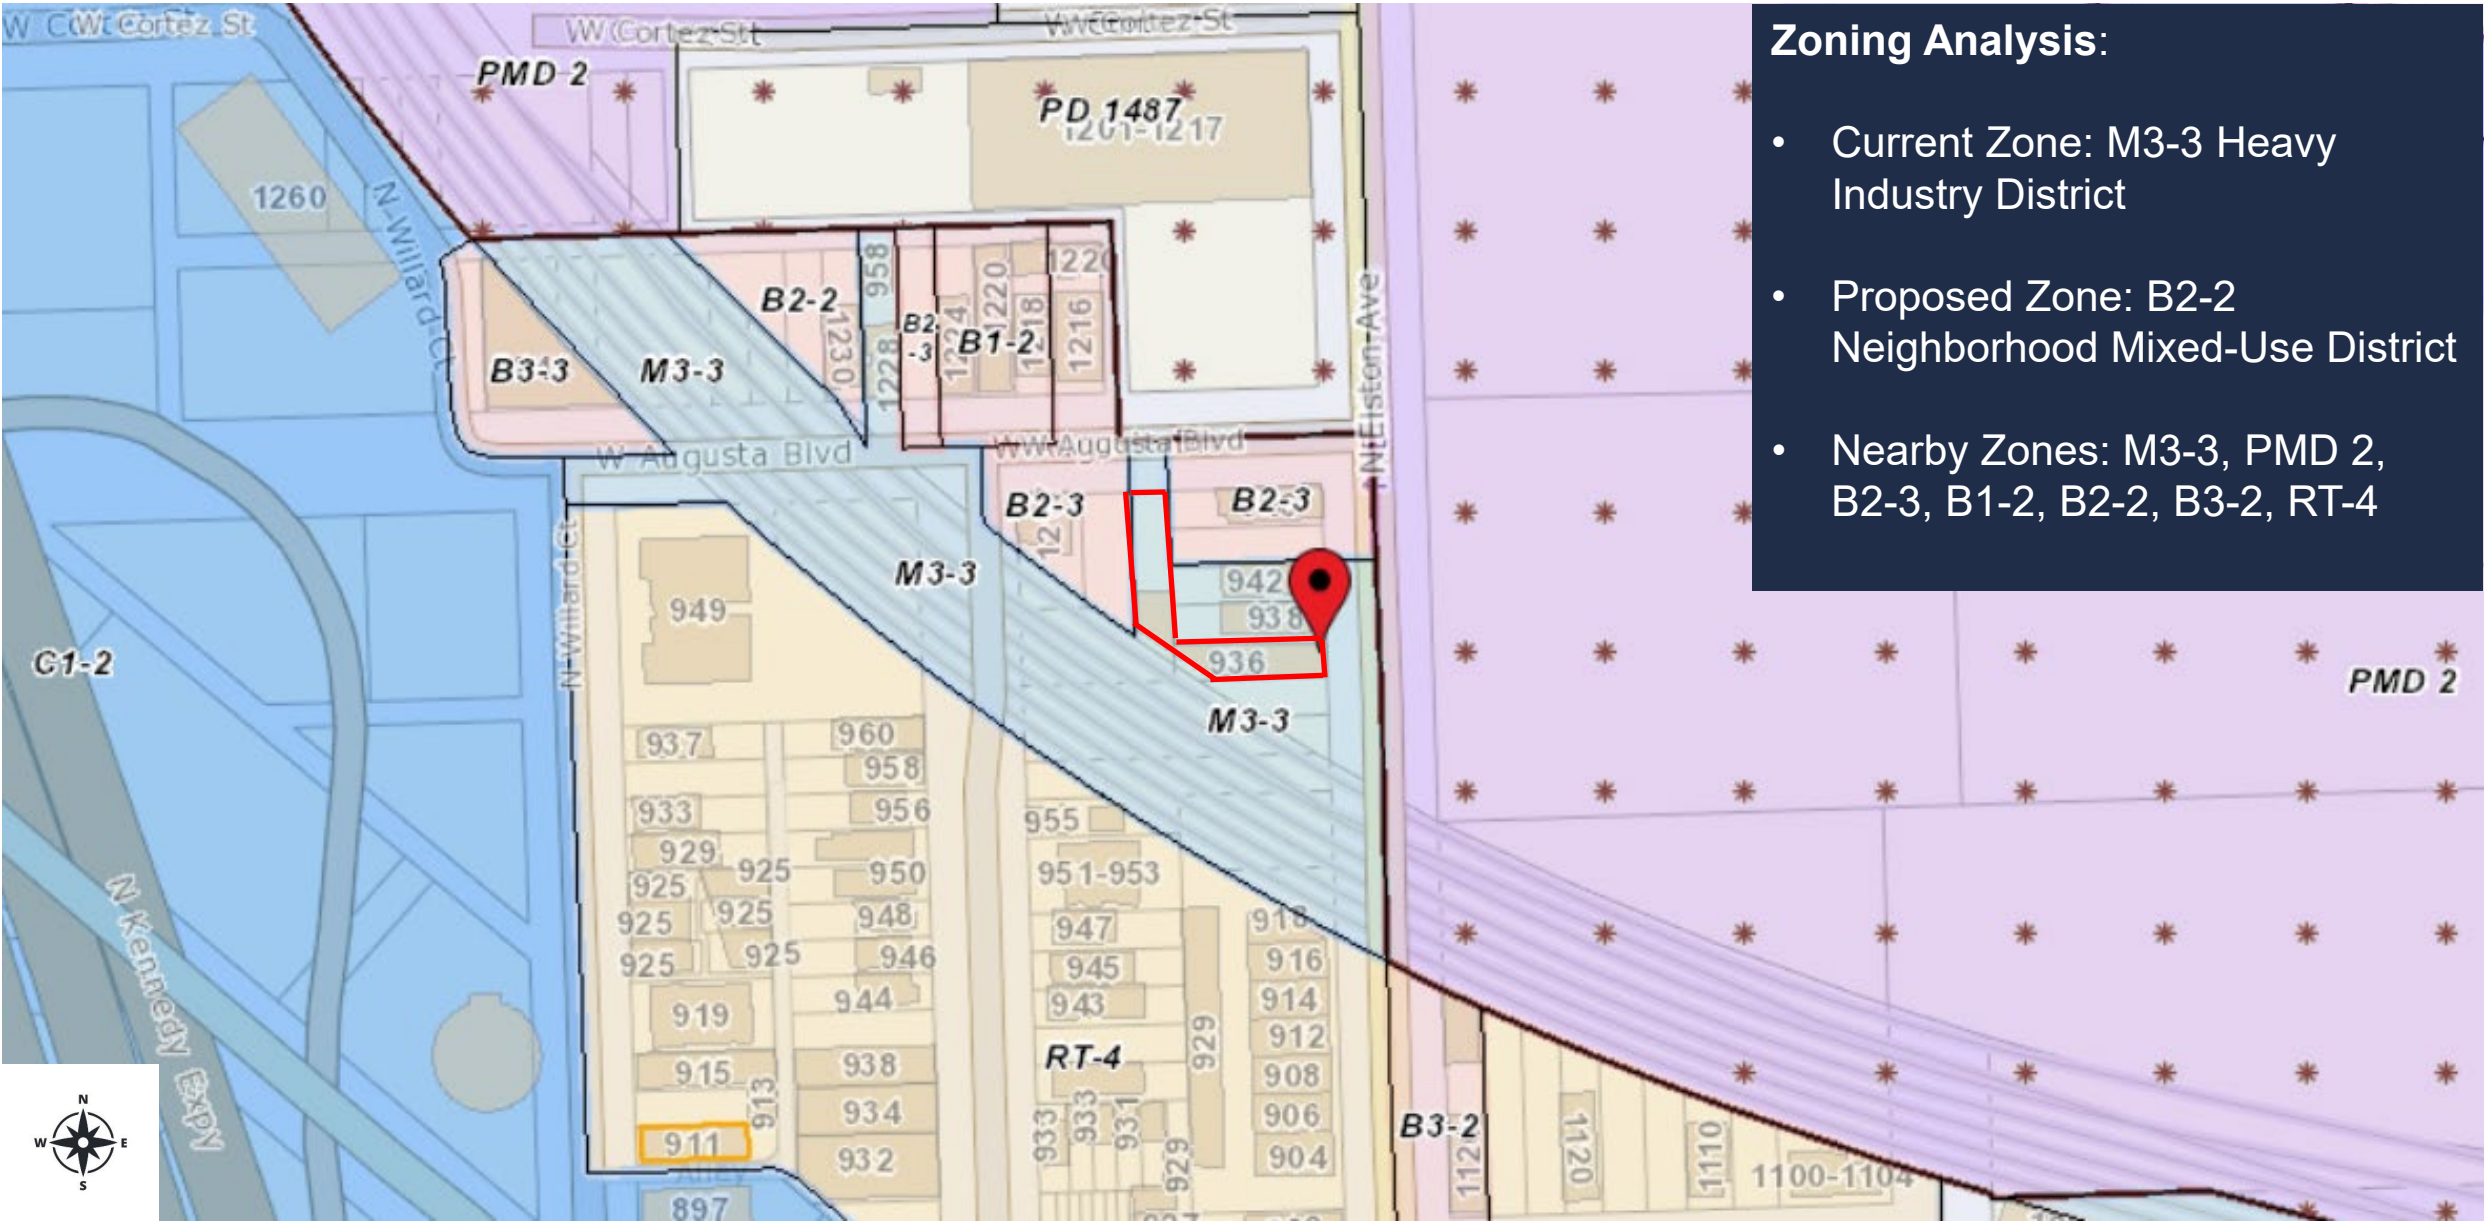 W Cortez St
W Cortez St
W Cortez St
PMD 2
PD 1487
1201-1217
1260
N Willard Ct
B3-3
M3-3
B2-2
1230
958
1228
B2
-3
1224
1220
B1-2
1218
1220
1216
N Elston Ave
W Augusta Blvd
W Augusta Blvd
B2-3
B2-3
942
938
936
M3-3
M3-3
N Willard Ct
949
C1-2
PMD 2
937
960
958
933
956
929
925
950
925
925
925
948
925
925
946
944
919
915
913
938
934
911
932
Alley
897
955
951-953
947
945
943
929
RT-4
933
933
931
929
918
916
914
912
908
906
904
B3-2
1120
1110
1100-1104
N Kennedy Expy
N
W
E
S
Zoning Analysis:
• Current Zone: M3-3 Heavy
Industry District
• Proposed Zone: B2-2
Neighborhood Mixed-Use District
• Nearby Zones: M3-3, PMD 2,
B2-3, B1-2, B2-2, B3-2, RT-4